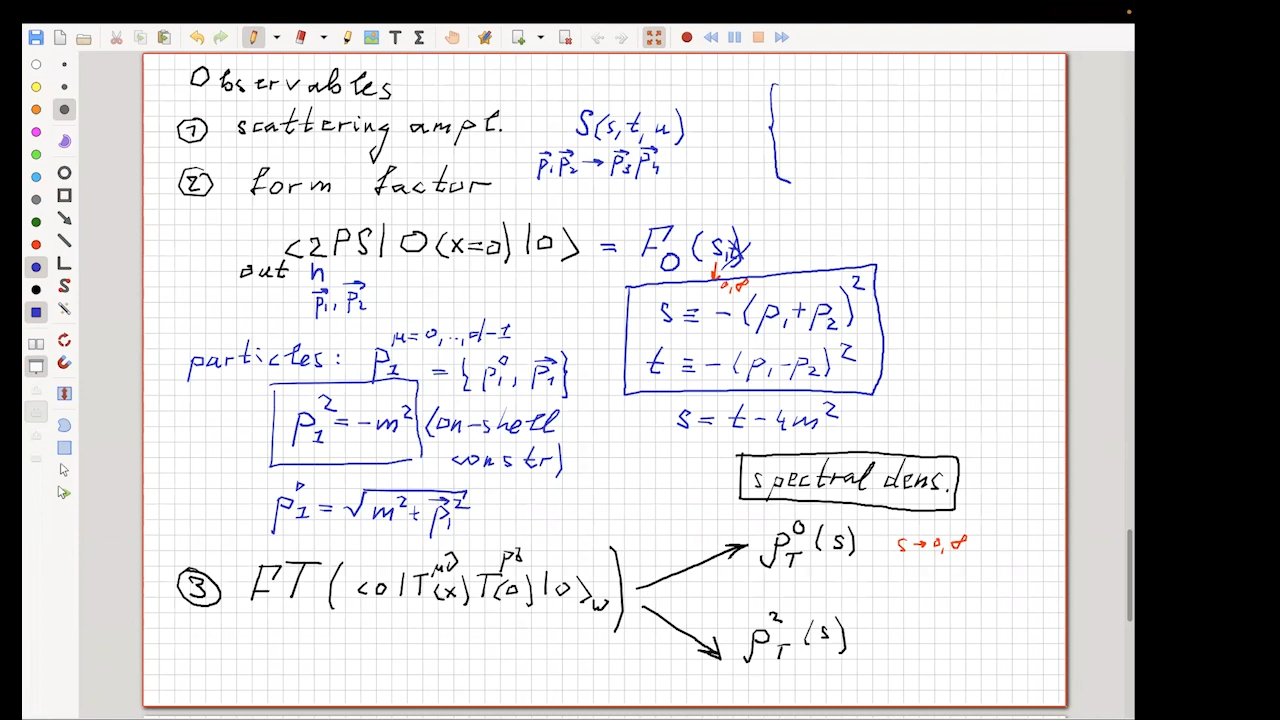 Observables
① scattering ampl. S(s, t, u)
p⃗₁p⃗₂ → p⃗₃p⃗₄
② form factor
<2PS| O(x=0) |0> = F_O (s,t)
out n
p⃗₁, p⃗₂
0,∞
s ≡ -(p₁+p₂)²
t ≡ -(p₁-p₂)²
particles: p₁^{μ=0,..,d-1} = {p₁⁰, p⃗₁}
p₁² = -m² (on-shell constr)
s = t - 4m²
spectral dens.
p₁⁰ = √(m² + p⃗₁²)
ρ_T⁰(s) s→0,∞
③ FT( <0|T^{μν}(x) T^{ρσ}(0)|0>_W )
ρ_T²(s)